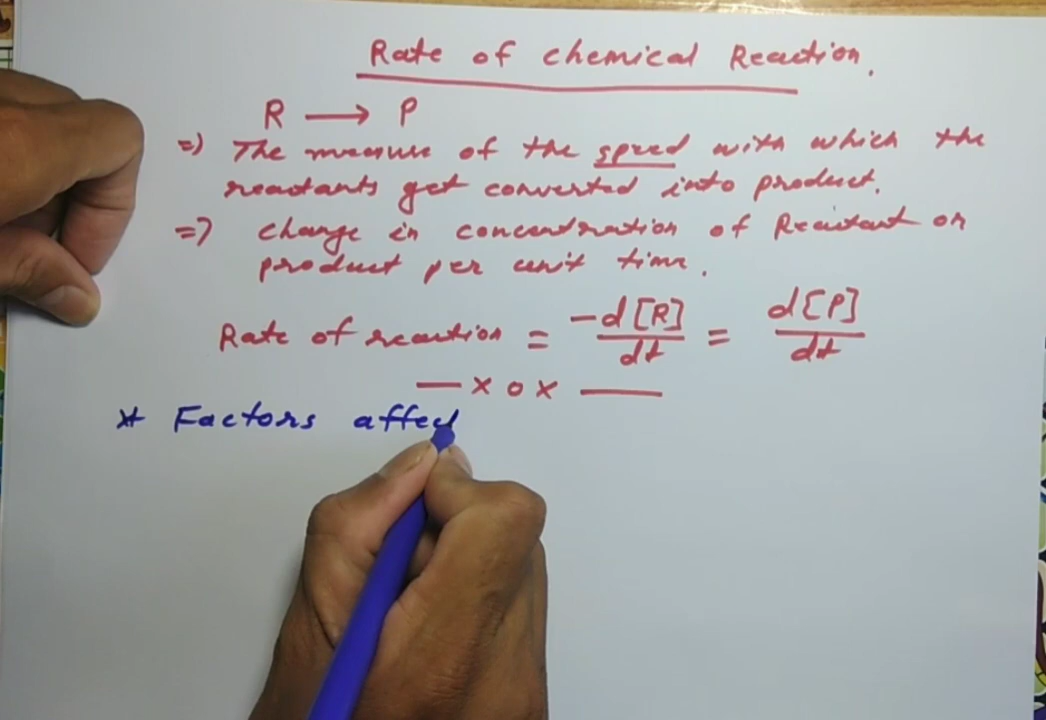 Rate of chemical Reaction.
R → P
=> The measure of the speed with which the
reactants get converted into product.
=> change in concentration of Reactant or
product per unit time.
Rate of reaction = -d[R]/dt = d[P]/dt
— x o x —
* Factors affec